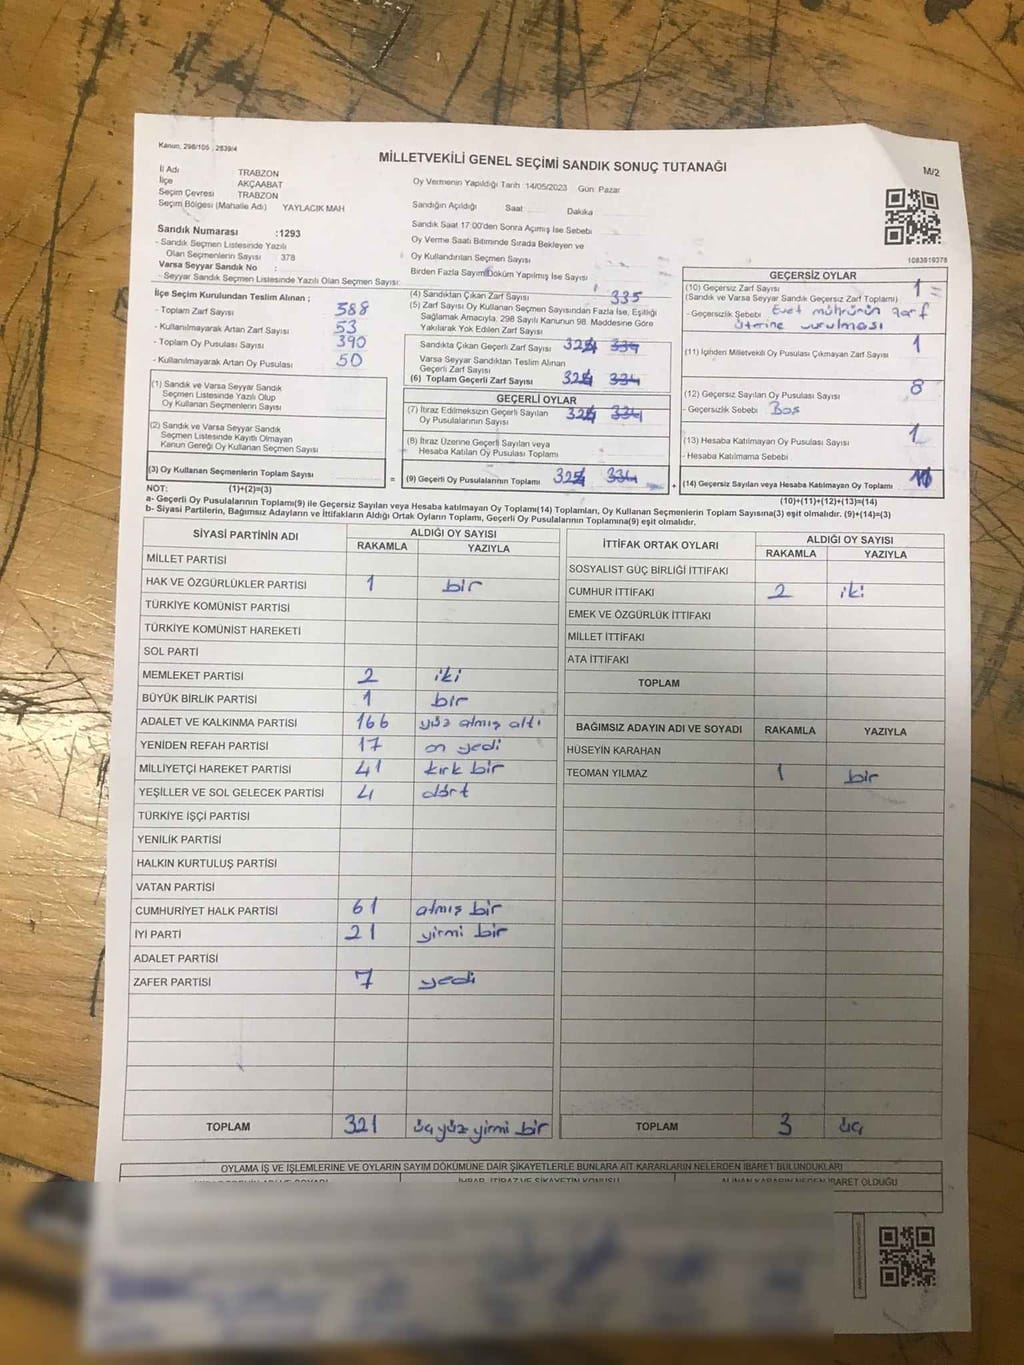 Kanun, 298/105 , 2839/4
MİLLETVEKİLİ GENEL SEÇİMİ SANDIK SONUÇ TUTANAĞI
M/2
İl Adı TRABZON
İlçe AKÇAABAT
Seçim Çevresi TRABZON
Seçim Bölgesi (Mahalle Adı) YAYLACIK MAH
Oy Vermenin Yapıldığı Tarih 14/05/2023 Gün: Pazar
Sandığın Açıldığı Saat Dakika
Sandık Saat 17:00'den Sonra Açımış İse Sebebi
Oy Verme Saati Bitiminde Sırada Bekleyen ve
Oy Kullandırılan Seçmen Sayısı
Birden Fazla Sayım Döküm Yapılmış İse Sayısı
Sandık Numarası :1293
- Sandık Seçmen Listesinde Yazılı
Olan Seçmenlerin Sayısı : 378
Varsa Seyyar Sandık No :
- Seyyar Sandık Seçmen Listesinde Yazılı Olan Seçmen Sayısı:
1083819378
İlçe Seçim Kurulundan Teslim Alınan ;
- Toplam Zarf Sayısı 388
- Kullanılmayarak Artan Zarf Sayısı 53
- Toplam Oy Pusulası Sayısı 390
- Kullanılmayarak Artan Oy Pusulası 50
(1) Sandık ve Varsa Seyyar Sandık
Seçmen Listesinde Yazılı Olup
Oy Kullanan Seçmenlerin Sayısı
(2) Sandık ve Varsa Seyyar Sandık
Seçmen Listesinde Kayıtlı Olmayan
Kanun Gereği Oy Kullanan Seçmen Sayısı
(3) Oy Kullanan Seçmenlerin Toplam Sayısı
(4) Sandıktan Çıkan Zarf Sayısı 335
(5) Zarf Sayısı Oy Kullanan Seçmen Sayısından Fazla İse, Eşitliği
Sağlamak Amacıyla, 298 Sayılı Kanunun 98. Maddesine Göre
Yakılarak Yok Edilen Zarf Sayısı
Sandıkta Çıkan Geçerli Zarf Sayısı 324 334
Varsa Seyyar Sandıktan Teslim Alınan
Geçerli Zarf Sayısı
(6) Toplam Geçerli Zarf Sayısı 324 334
GEÇERLİ OYLAR
(7) İtiraz Edilmeksizin Geçerli Sayılan 324 334
Oy Pusulalarının Sayısı
(8) İtiraz Üzerine Geçerli Sayılan veya
Hesaba Katılan Oy Pusulası Toplamı
= (9) Geçerli Oy Pusulalarının Toplamı 324 334 +
GEÇERSİZ OYLAR
(10) Geçersiz Zarf Sayısı 1
(Sandık ve Varsa Seyyar Sandık Geçersiz Zarf Toplamı)
- Geçersizlik Sebebi Evet mührünün zarf
üzerine vurulması
(11) İçinden Milletvekili Oy Pusulası Çıkmayan Zarf Sayısı 1
(12) Geçersiz Sayılan Oy Pusulası Sayısı 8
- Geçersizlik Sebebi Boş
(13) Hesaba Katılmayan Oy Pusulası Sayısı 1
- Hesaba Katılmama Sebebi
(14) Geçersiz Sayılan veya Hesaba Katılmayan Oy Toplamı
NOT: (1)+(2)=(3)
(10)+(11)+(12)+(13)=(14)
a- Geçerli Oy Pusulalarının Toplamı(9) ile Geçersiz Sayılan veya Hesaba katılmayan Oy Toplamı(14) Toplamları, Oy Kullanan Seçmenlerin Toplam Sayısına(3) eşit olmalıdır. (9)+(14)=(3)
b- Siyasi Partilerin, Bağımsız Adayların ve İttifakların Aldığı Oyların Toplamı, Geçerli Oy Pusulalarının Toplamına(9) eşit olmalıdır.
SİYASİ PARTİNİN ADI ALDIĞI OY SAYISI
RAKAMLA YAZIYLA
MİLLET PARTİSİ
HAK VE ÖZGÜRLÜKLER PARTİSİ 1 bir
TÜRKİYE KOMÜNİST PARTİSİ
TÜRKİYE KOMÜNİST HAREKETİ
SOL PARTİ
MEMLEKET PARTİSİ 2 iki
BÜYÜK BİRLİK PARTİSİ 1 bir
ADALET VE KALKINMA PARTİSİ 166 yüz atmış altı
YENİDEN REFAH PARTİSİ 17 on yedi
MİLLİYETÇİ HAREKET PARTİSİ 41 kırk bir
YEŞİLLER VE SOL GELECEK PARTİSİ 4 dört
TÜRKİYE İŞÇİ PARTİSİ
YENİLİK PARTİSİ
HALKIN KURTULUŞ PARTİSİ
VATAN PARTİSİ
CUMHURİYET HALK PARTİSİ 61 atmış bir
İYİ PARTİ 21 yirmi bir
ADALET PARTİSİ
ZAFER PARTİSİ 7 yedi
TOPLAM 321 üçyüz yirmi bir
İTTİFAK ORTAK OYLARI ALDIĞI OY SAYISI
RAKAMLA YAZIYLA
SOSYALİST GÜÇ BİRLİĞİ İTTİFAKI
CUMHUR İTTİFAKI 2 iki
EMEK VE ÖZGÜRLÜK İTTİFAKI
MİLLET İTTİFAKI
ATA İTTİFAKI
TOPLAM
BAĞIMSIZ ADAYIN ADI VE SOYADI RAKAMLA YAZIYLA
HÜSEYİN KARAHAN
TEOMAN YILMAZ 1 bir
TOPLAM 3 üç
OYLAMA İŞ VE İŞLEMLERİNE VE OYLARIN SAYIM DÖKÜMÜNE DAİR ŞİKAYETLERLE BUNLARA AİT KARARLARIN NELERDEN İBARET BULUNDUKLARI
İHBAR, İTİRAZ VE ŞİKAYETİN KONUSU ALINAN KARARIN NEDEN İBARET OLDUĞU